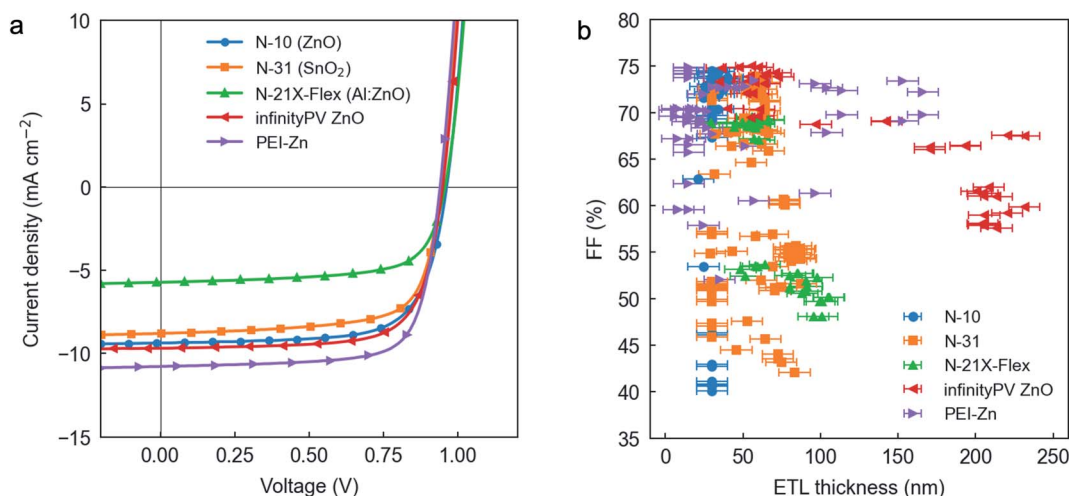 a
10
5
0
−5
−10
−15
Current density (mA cm⁻²)
0.00
0.25
0.50
0.75
1.00
Voltage (V)
N-10 (ZnO)
N-31 (SnO₂)
N-21X-Flex (Al:ZnO)
infinityPV ZnO
PEI-Zn
b
80
75
70
65
60
55
50
45
40
35
FF (%)
0
50
100
150
200
250
ETL thickness (nm)
N-10
N-31
N-21X-Flex
infinityPV ZnO
PEI-Zn